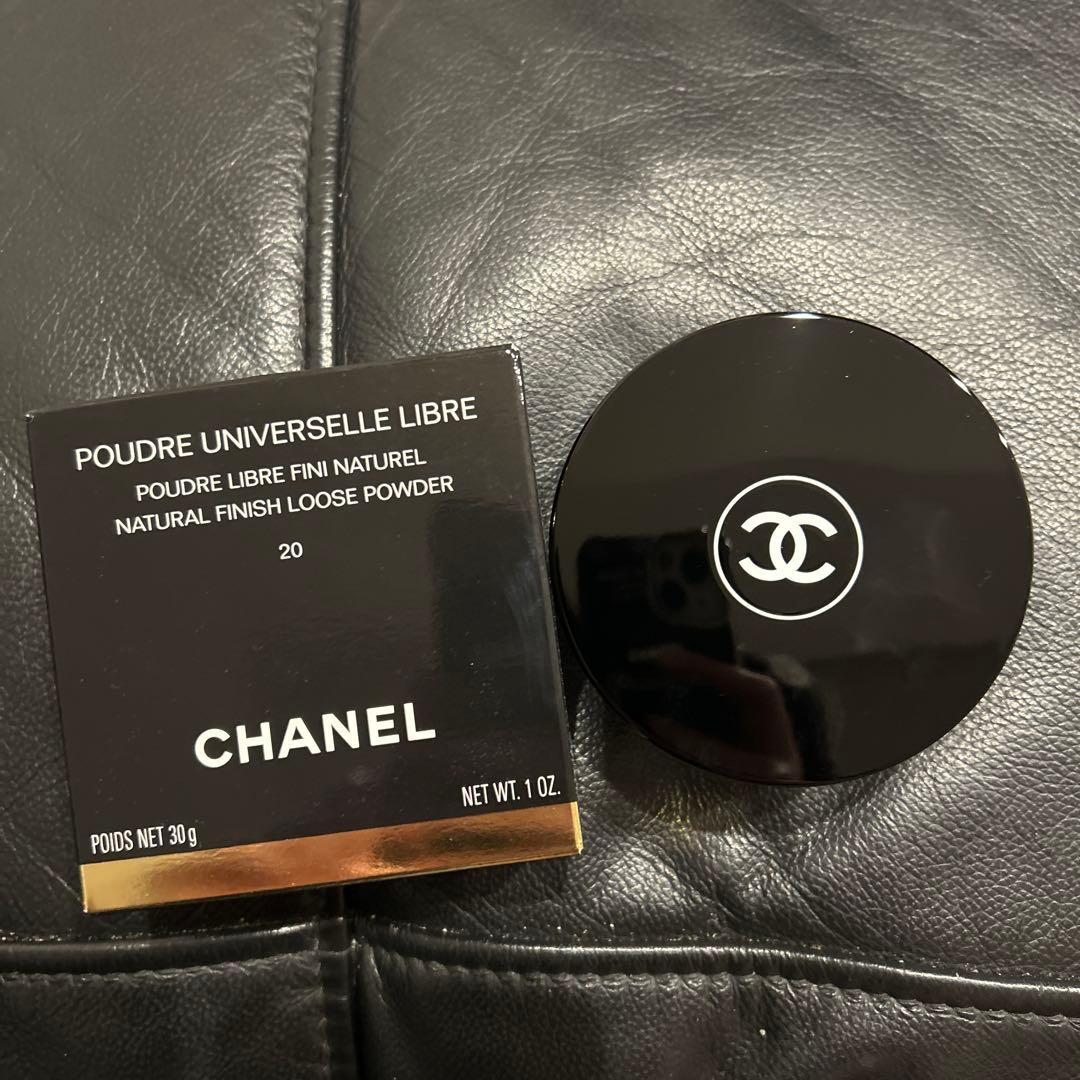 POUDRE UNIVERSELLE LIBRE
POUDRE LIBRE FINI NATUREL
NATURAL FINISH LOOSE POWDER
20
CHANEL
POIDS NET 30 g
NET WT. 1 OZ.